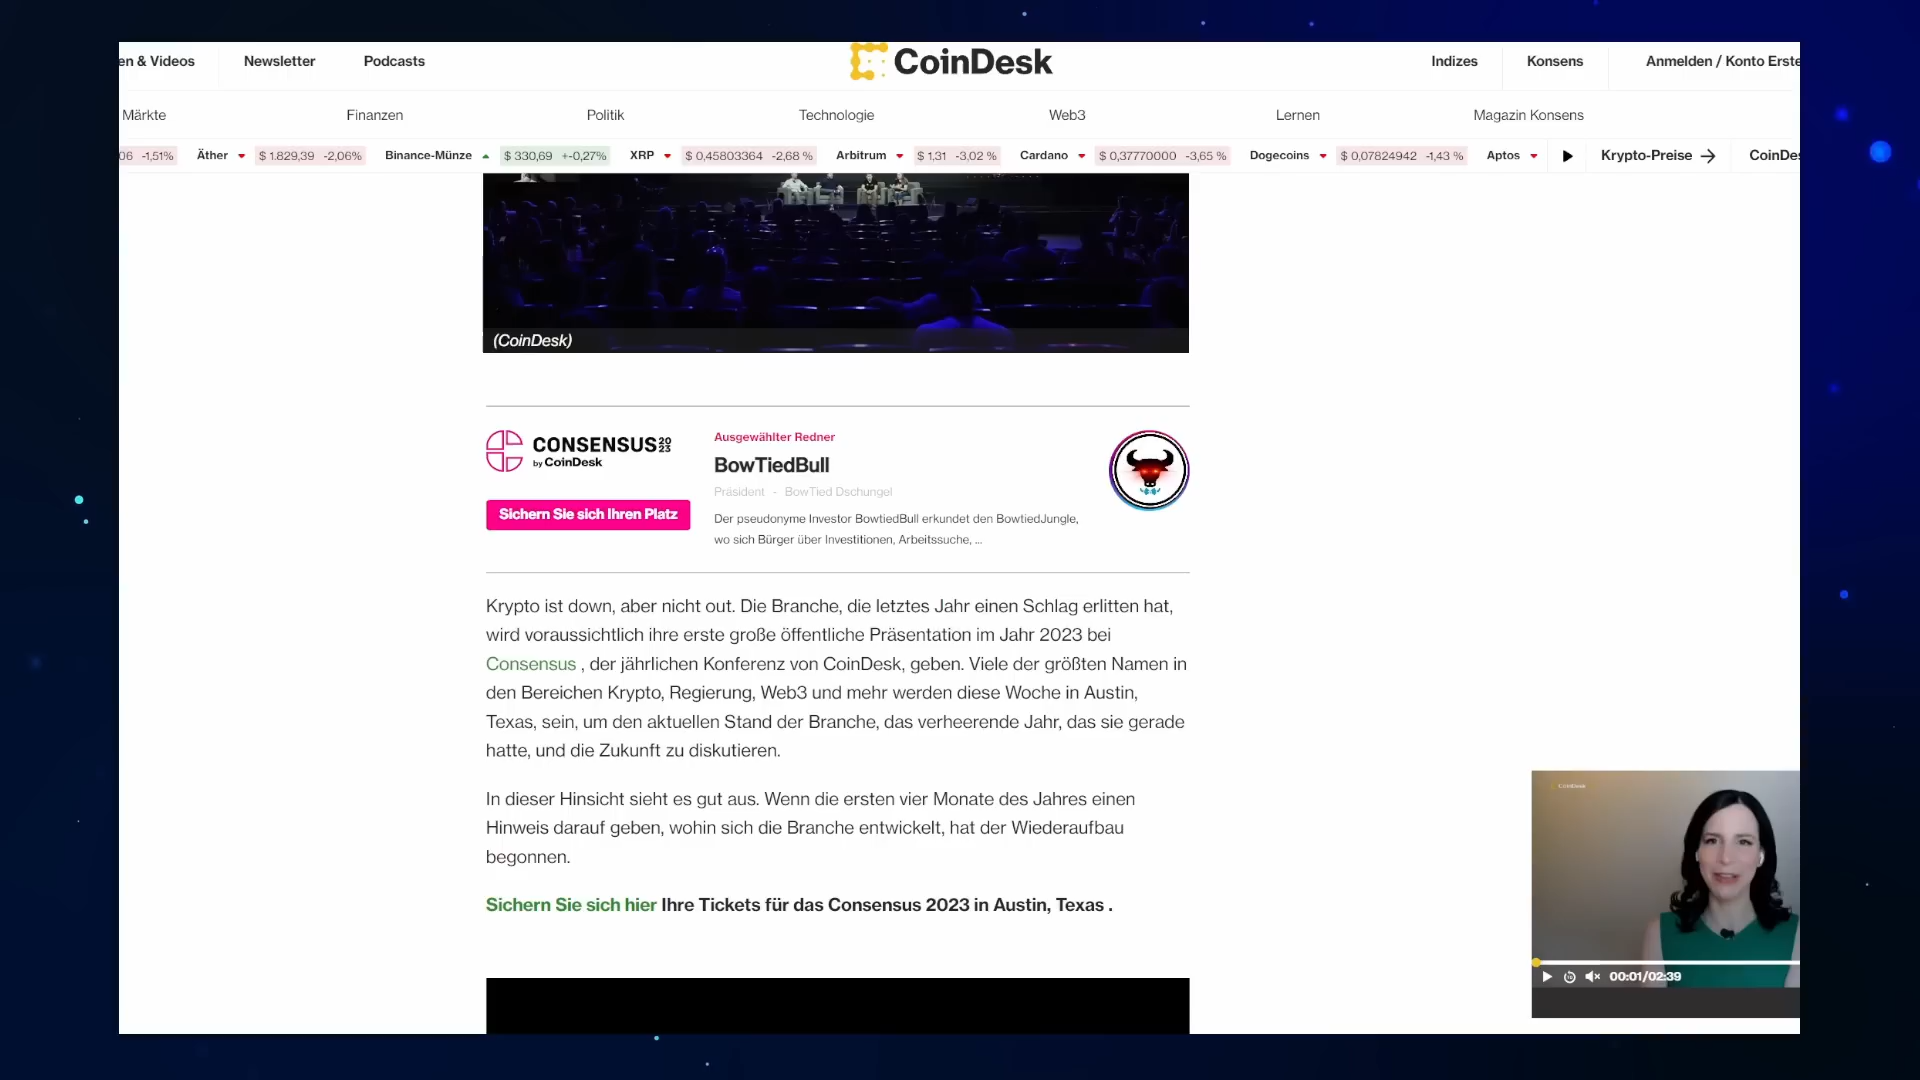 en & Videos Newsletter Podcasts CoinDesk Indizes Konsens Anmelden / Konto Erste
Märkte Finanzen Politik Technologie Web3 Lernen Magazin Konsens
06 -1,51% Äther $ 1.829,39 -2,06% Binance-Münze $ 330,69 +-0,27% XRP $ 0,45803364 -2,68 % Arbitrum $ 1,31 -3,02 % Cardano $ 0,37770000 -3,65 % Dogecoins $ 0,07824942 -1,43 % Aptos Krypto-Preise CoinDes
(CoinDesk)
CONSENSUS 2023
by CoinDesk
Sichern Sie sich Ihren Platz
Ausgewählter Redner
BowTiedBull
Präsident - BowTied Dschungel
Der pseudonyme Investor BowtiedBull erkundet den BowtiedJungle,
wo sich Bürger über Investitionen, Arbeitssuche, ...
Krypto ist down, aber nicht out. Die Branche, die letztes Jahr einen Schlag erlitten hat,
wird voraussichtlich ihre erste große öffentliche Präsentation im Jahr 2023 bei
Consensus , der jährlichen Konferenz von CoinDesk, geben. Viele der größten Namen in
den Bereichen Krypto, Regierung, Web3 und mehr werden diese Woche in Austin,
Texas, sein, um den aktuellen Stand der Branche, das verheerende Jahr, das sie gerade
hatte, und die Zukunft zu diskutieren.
In dieser Hinsicht sieht es gut aus. Wenn die ersten vier Monate des Jahres einen
Hinweis darauf geben, wohin sich die Branche entwickelt, hat der Wiederaufbau
begonnen.
Sichern Sie sich hier Ihre Tickets für das Consensus 2023 in Austin, Texas .
CoinDesk
00:01/02:39